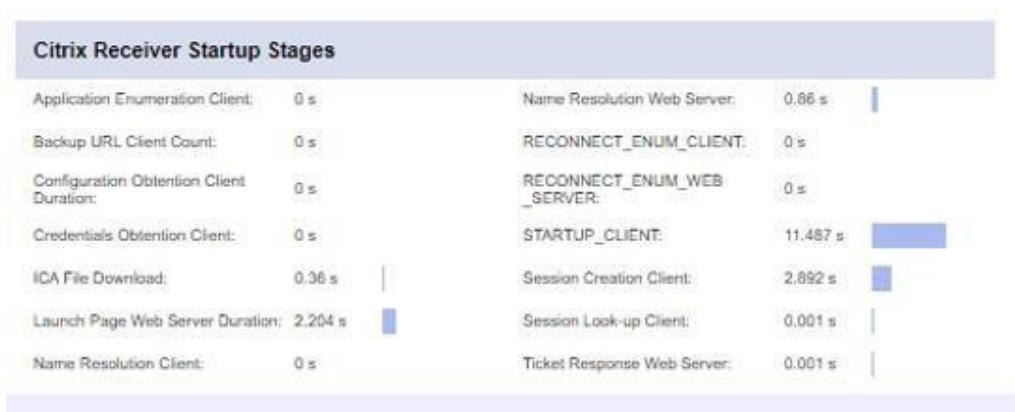 Citrix Receiver Startup Stages
Application Enumeration Client: 0 s
Backup URL Client Count: 0 s
Configuration Obtention Client
Duration: 0 s
Credentials Obtention Client: 0 s
ICA File Download: 0.36 s
Launch Page Web Server Duration: 2.204 s
Name Resolution Client: 0 s
Name Resolution Web Server: 0.86 s
RECONNECT_ENUM_CLIENT: 0 s
RECONNECT_ENUM_WEB
_SERVER: 0 s
STARTUP_CLIENT: 11.487 s
Session Creation Client: 2.892 s
Session Look-up Client: 0.001 s
Ticket Response Web Server: 0.001 s